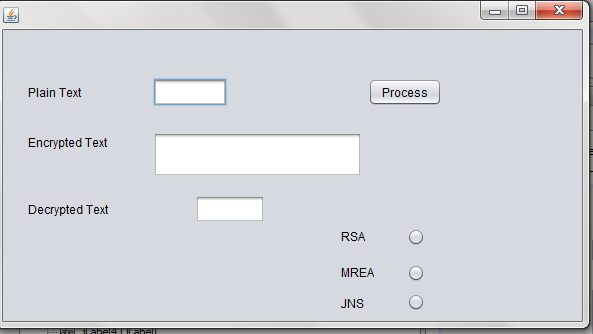 Plain Text
Process
Encrypted Text
Decrypted Text
RSA
MREA
JNS